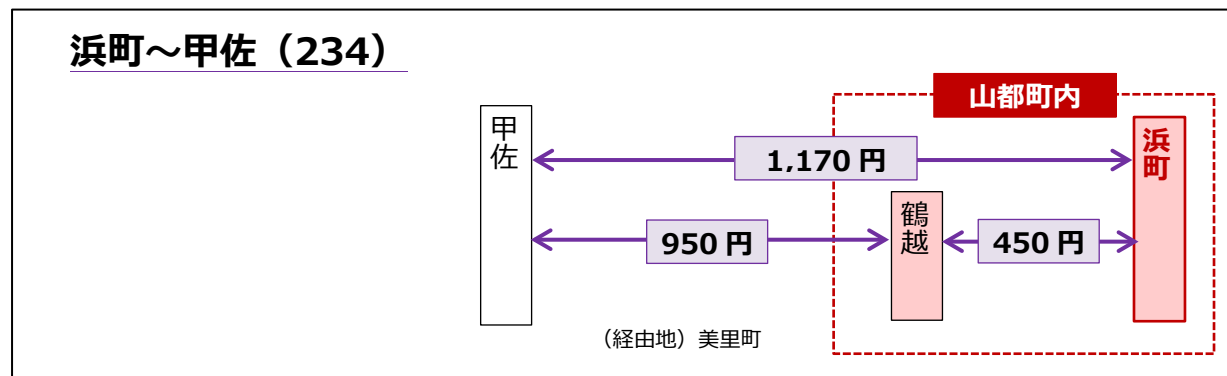 浜町～甲佐（234）
山都町内
甲佐
浜町
1,170 円
鶴越
950 円
450 円
（経由地）美里町